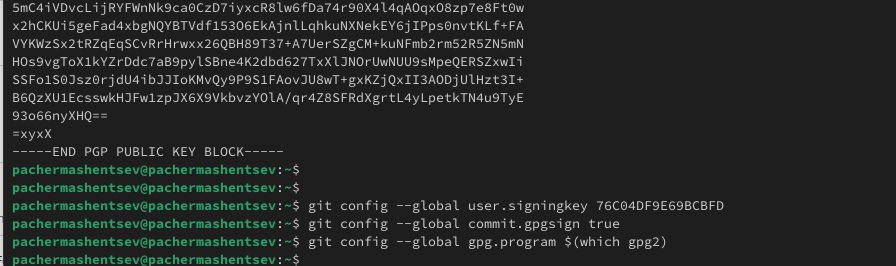 5mC4iVDvcLijRYFWnNk9ca0CzD7iyxcR8lw6fDa74r90X4l4qAOqxO8zp7e8Ft0w
x2hCKUi5geFad4xbgNQYBTVdf153O6EkAjnlLqhkuNXNekEY6jIPps0nvtKLf+FA
VYKWzSx2tRZqEqSCvRrHrwxx26QBH89T37+A7UerSZgCM+kuNFmb2rm52R5ZN5mN
HOs9vgToX1kYZrDdc7aB9pylSBne4K2dbd627TxXlJNOrUwNUU9sMpeQERSZxwIi
SSFo1S0Jsz0rjdU4ibJJIoKMvQy9P9S1FAovJU8wT+gxKZjQxII3AODjUlHzt3I+
B6QzXU1EcsswkHJFw1zpJX6X9VkbvzYOlA/qr4Z8SFRdXgrtL4yLpetkTN4u9TyE
93o66nyXHQ==
=xyxX
-----END PGP PUBLIC KEY BLOCK-----
pachermashentsev@pachermashentsev:~$
pachermashentsev@pachermashentsev:~$
pachermashentsev@pachermashentsev:~$ git config --global user.signingkey 76C04DF9E69BCBFD
pachermashentsev@pachermashentsev:~$ git config --global commit.gpgsign true
pachermashentsev@pachermashentsev:~$ git config --global gpg.program $(which gpg2)
pachermashentsev@pachermashentsev:~$